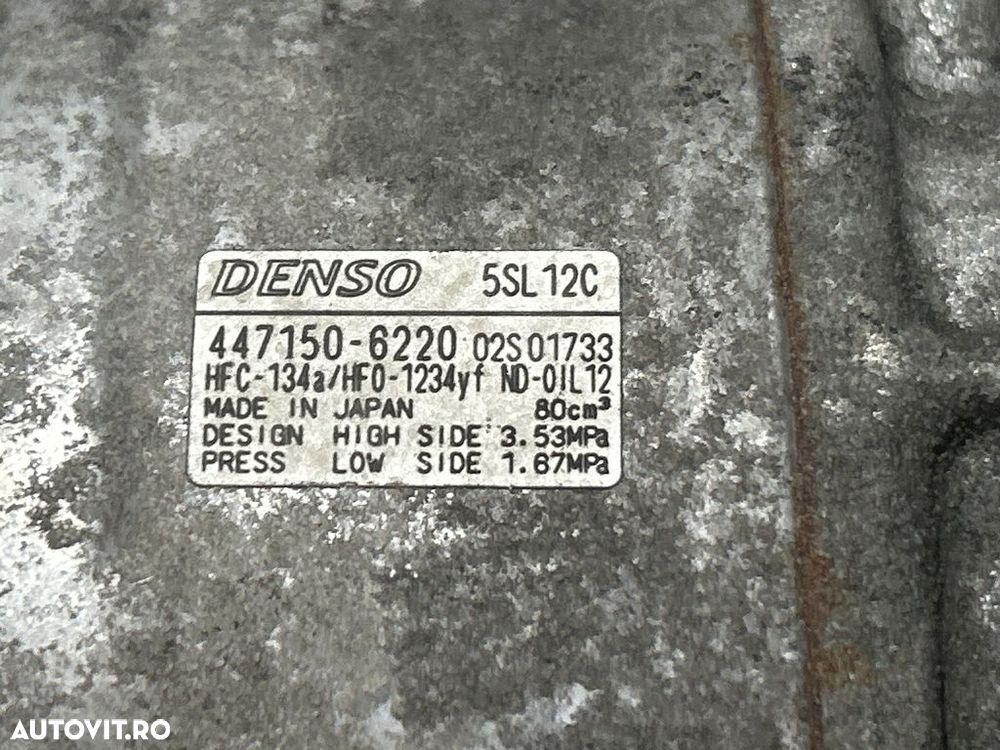 DENSO 5SL12C
447150-6220 02S01733
HFC-134a/HFO-1234yf ND-OIL12
MADE IN JAPAN 80cm³
DESIGN HIGH SIDE 3.53MPa
PRESS LOW SIDE 1.67MPa
AUTOVIT.RO